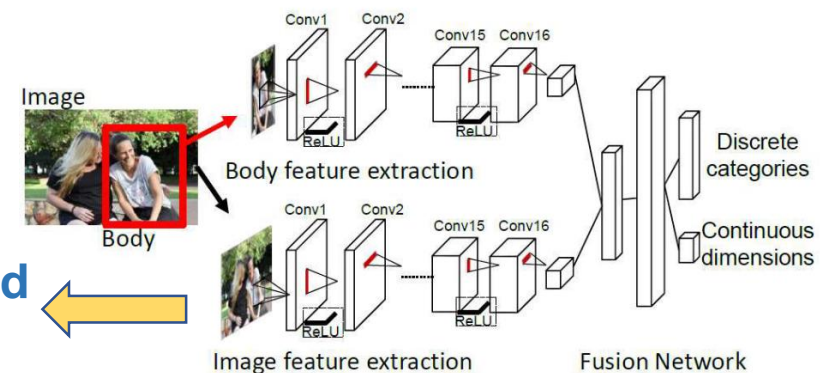 Conv1
Conv2
Conv15
Conv16
Image
ReLU
ReLU
Body feature extraction
Discrete
categories
Body
Conv1
Conv2
Conv15
Conv16
Continuous
dimensions
d
ReLU
ReLU
Image feature extraction
Fusion Network